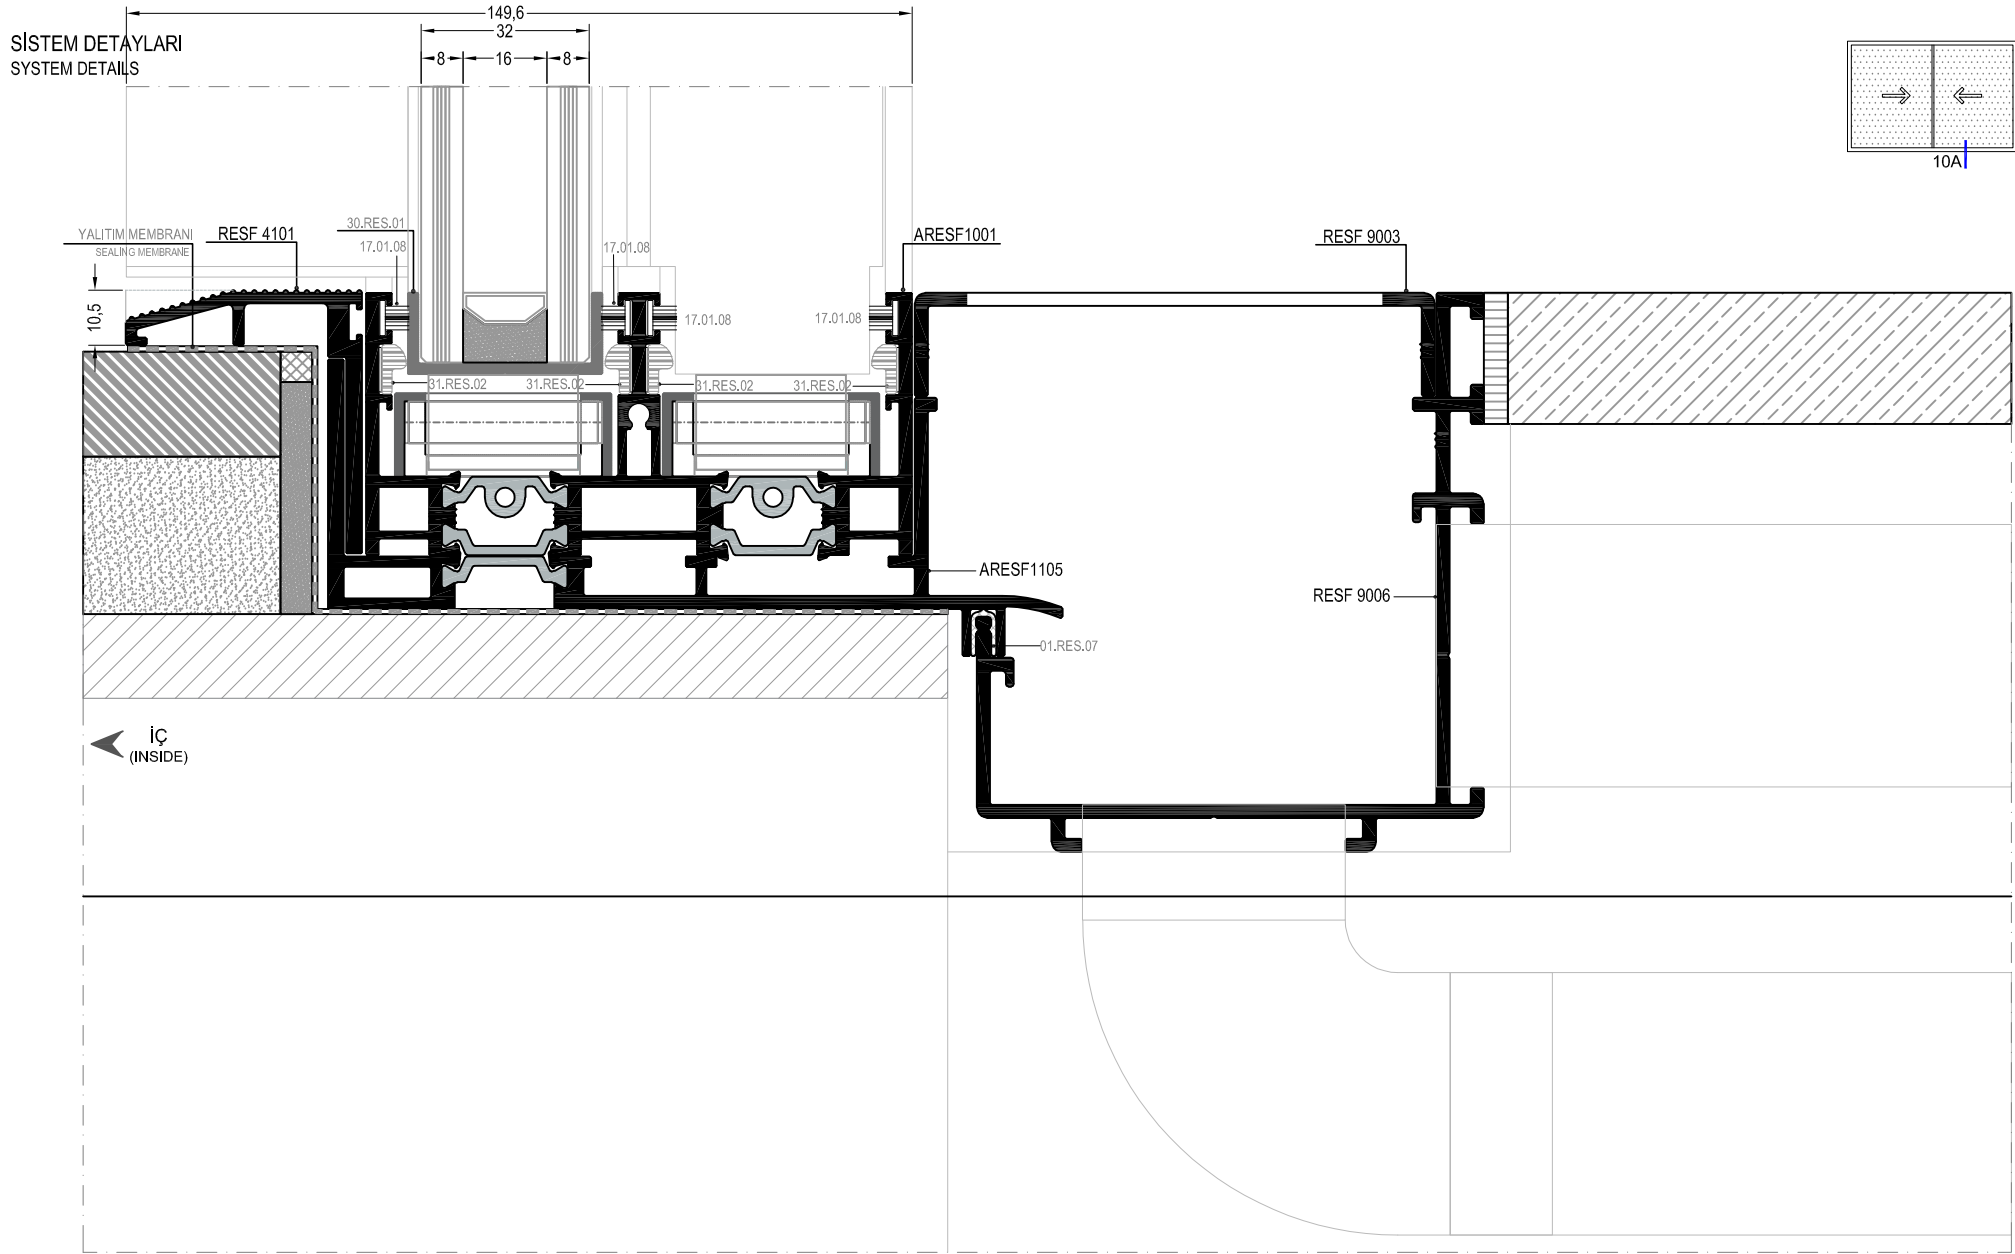 149,6
32
8
16
8
SİSTEM DETAYLARI
SYSTEM DETAILS
10A
YALITIM MEMBRANI
SEALING MEMBRANE
RESF 4101
30.RES.01
17.01.08
17.01.08
ARESF1001
RESF 9003
10,5
17.01.08
17.01.08
31.RES.02
31.RES.02
31.RES.02
31.RES.02
ARESF1105
RESF 9006
01.RES.07
İÇ
(INSIDE)